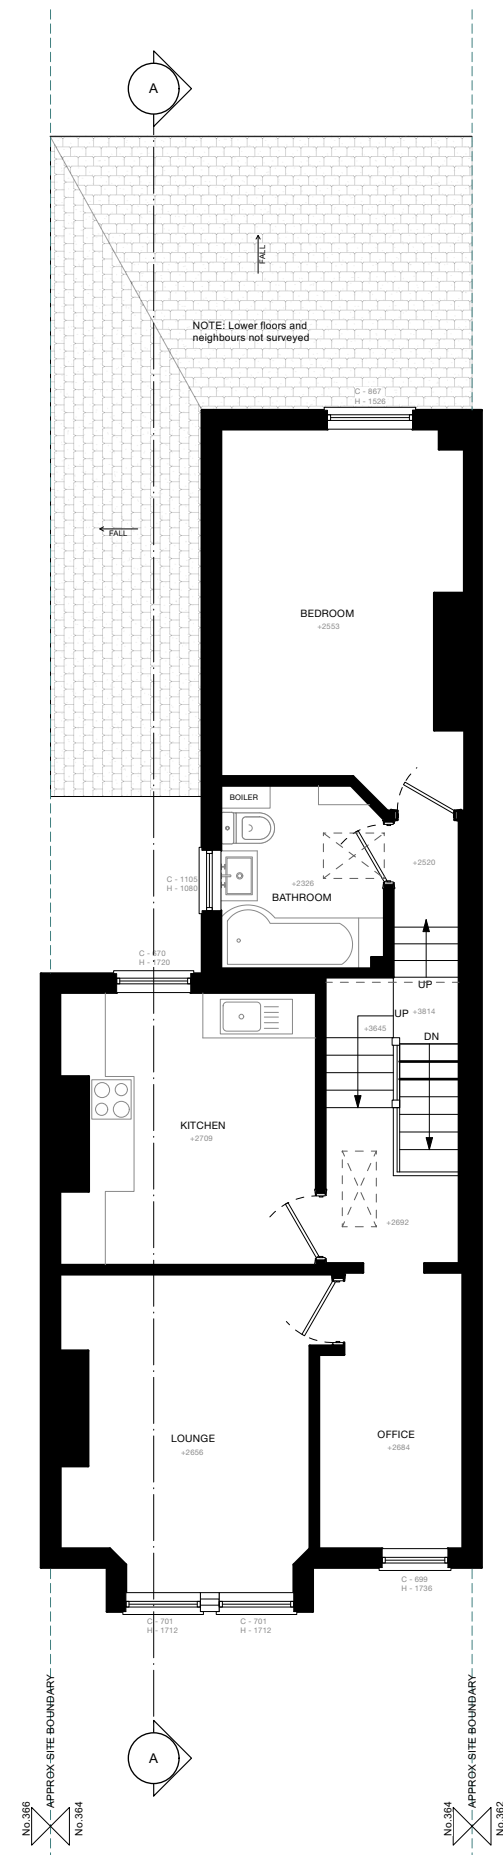 A
FALL
NOTE: Lower floors and
neighbours not surveyed
C - 867
H - 1526
FALL
BEDROOM
+2553
BOILER
+2520
C - 1105
H - 1080
+2326
BATHROOM
C - 670
H - 1720
UP
UP
+3814
+3645
DN
KITCHEN
+2709
+2692
LOUNGE
+2656
OFFICE
+2684
C - 699
H - 1736
C - 701
H - 1712
C - 701
H - 1712
APPROX SITE BOUNDARY
APPROX SITE BOUNDARY
A
No.366
No.364
No.364
No.362